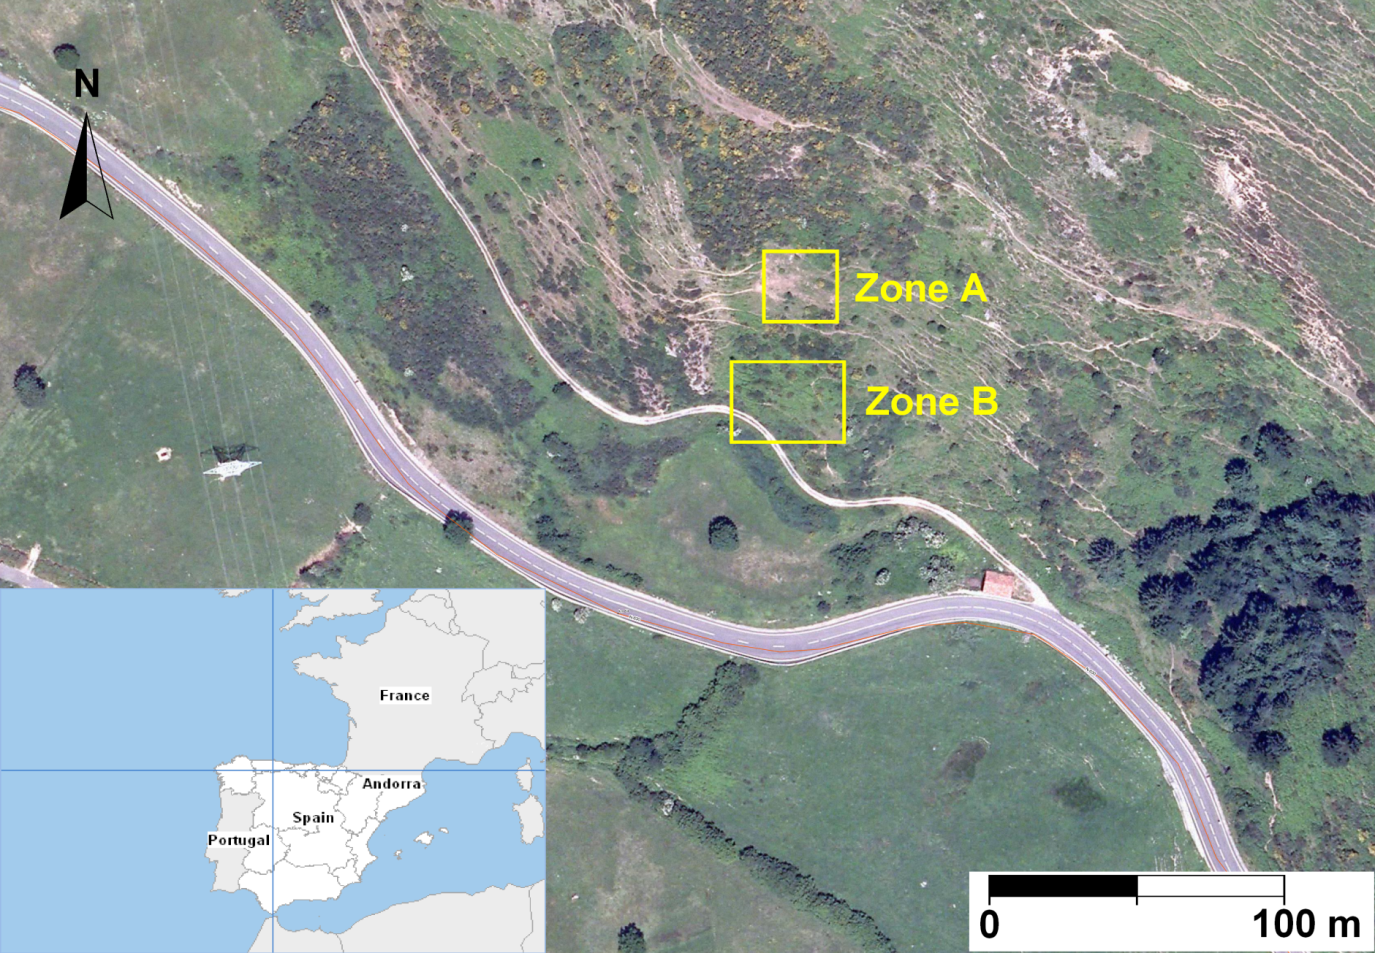 N
Zone A
Zone B
France
Andorra
Spain
Portugal
0
100 m